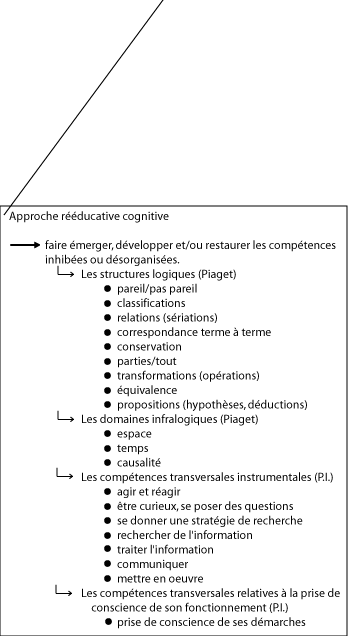 Approche rééducative cognitive
faire émerger, développer et/ou restaurer les compétences
inhibées ou désorganisées.
Les structures logiques (Piaget)
● pareil/pas pareil
● classifications
● relations (sériations)
● correspondance terme à terme
● conservation
● parties/tout
● transformations (opérations)
● équivalence
● propositions (hypothèses, déductions)
Les domaines infralogiques (Piaget)
● espace
● temps
● causalité
Les compétences transversales instrumentales (P.I.)
● agir et réagir
● être curieux, se poser des questions
● se donner une stratégie de recherche
● rechercher de l'information
● traiter l'information
● communiquer
● mettre en oeuvre
Les compétences transversales relatives à la prise de
conscience de son fonctionnement (P.I.)
● prise de conscience de ses démarches